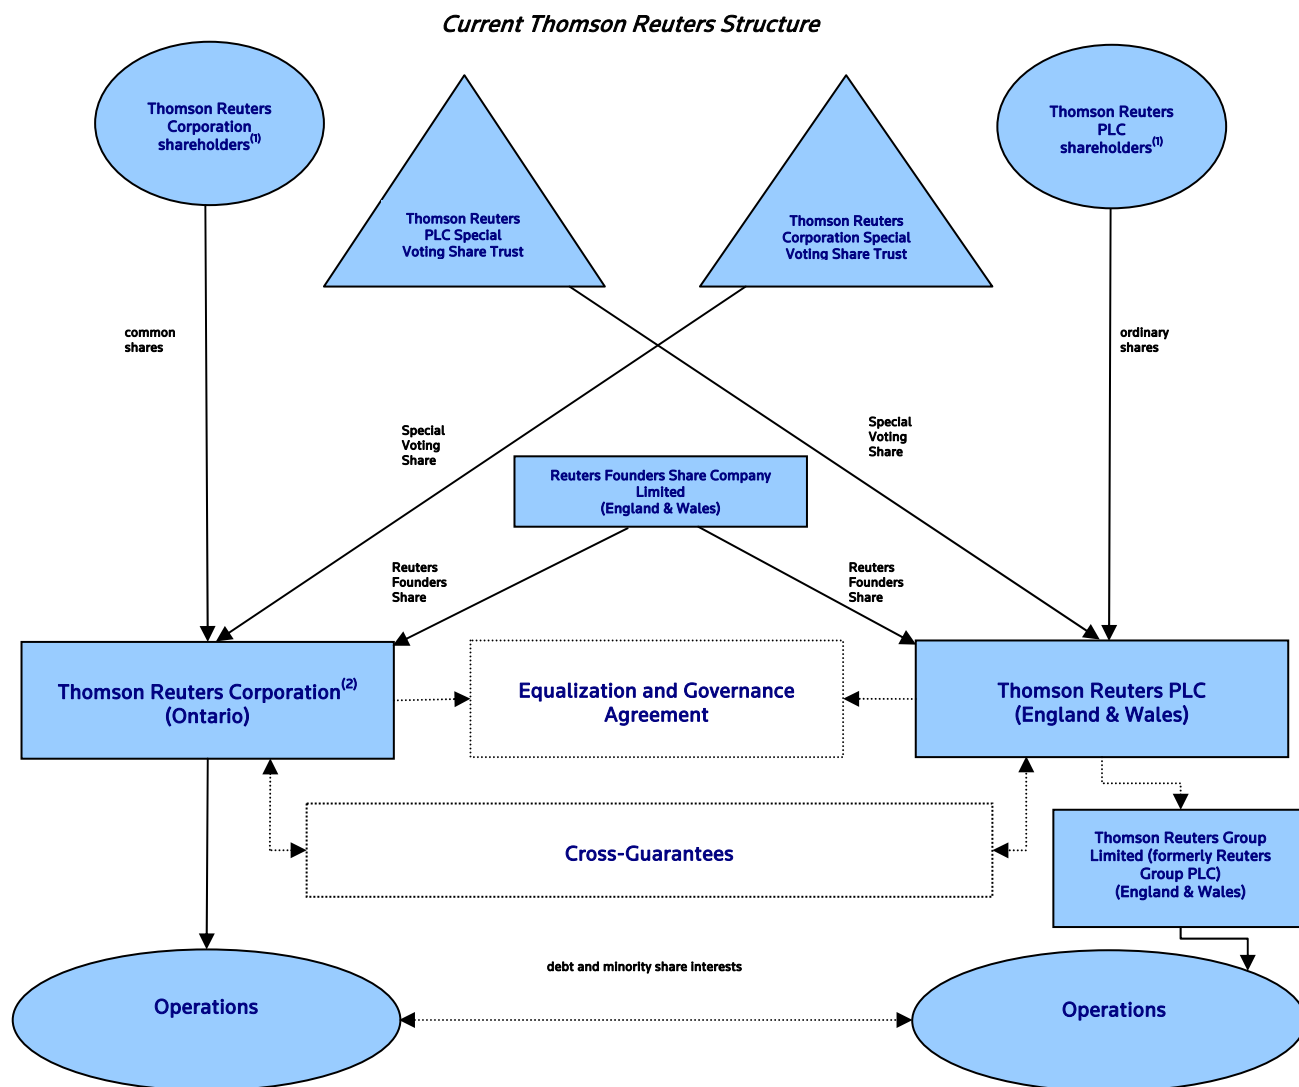 Current Thomson Reuters Structure
Thomson Reuters
Corporation
shareholders(1)
Thomson Reuters
PLC Special
Voting Share Trust
Thomson Reuters
Corporation Special
Voting Share Trust
Thomson Reuters
PLC
shareholders(1)
common
shares
ordinary
shares
Special
Voting
Share
Special
Voting
Share
Reuters Founders Share Company
Limited
(England & Wales)
Reuters
Founders
Share
Reuters
Founders
Share
Thomson Reuters Corporation(2)
(Ontario)
Equalization and Governance
Agreement
Thomson Reuters PLC
(England & Wales)
Cross-Guarantees
Thomson Reuters Group
Limited (formerly Reuters
Group PLC)
(England & Wales)
debt and minority share interests
Operations
Operations